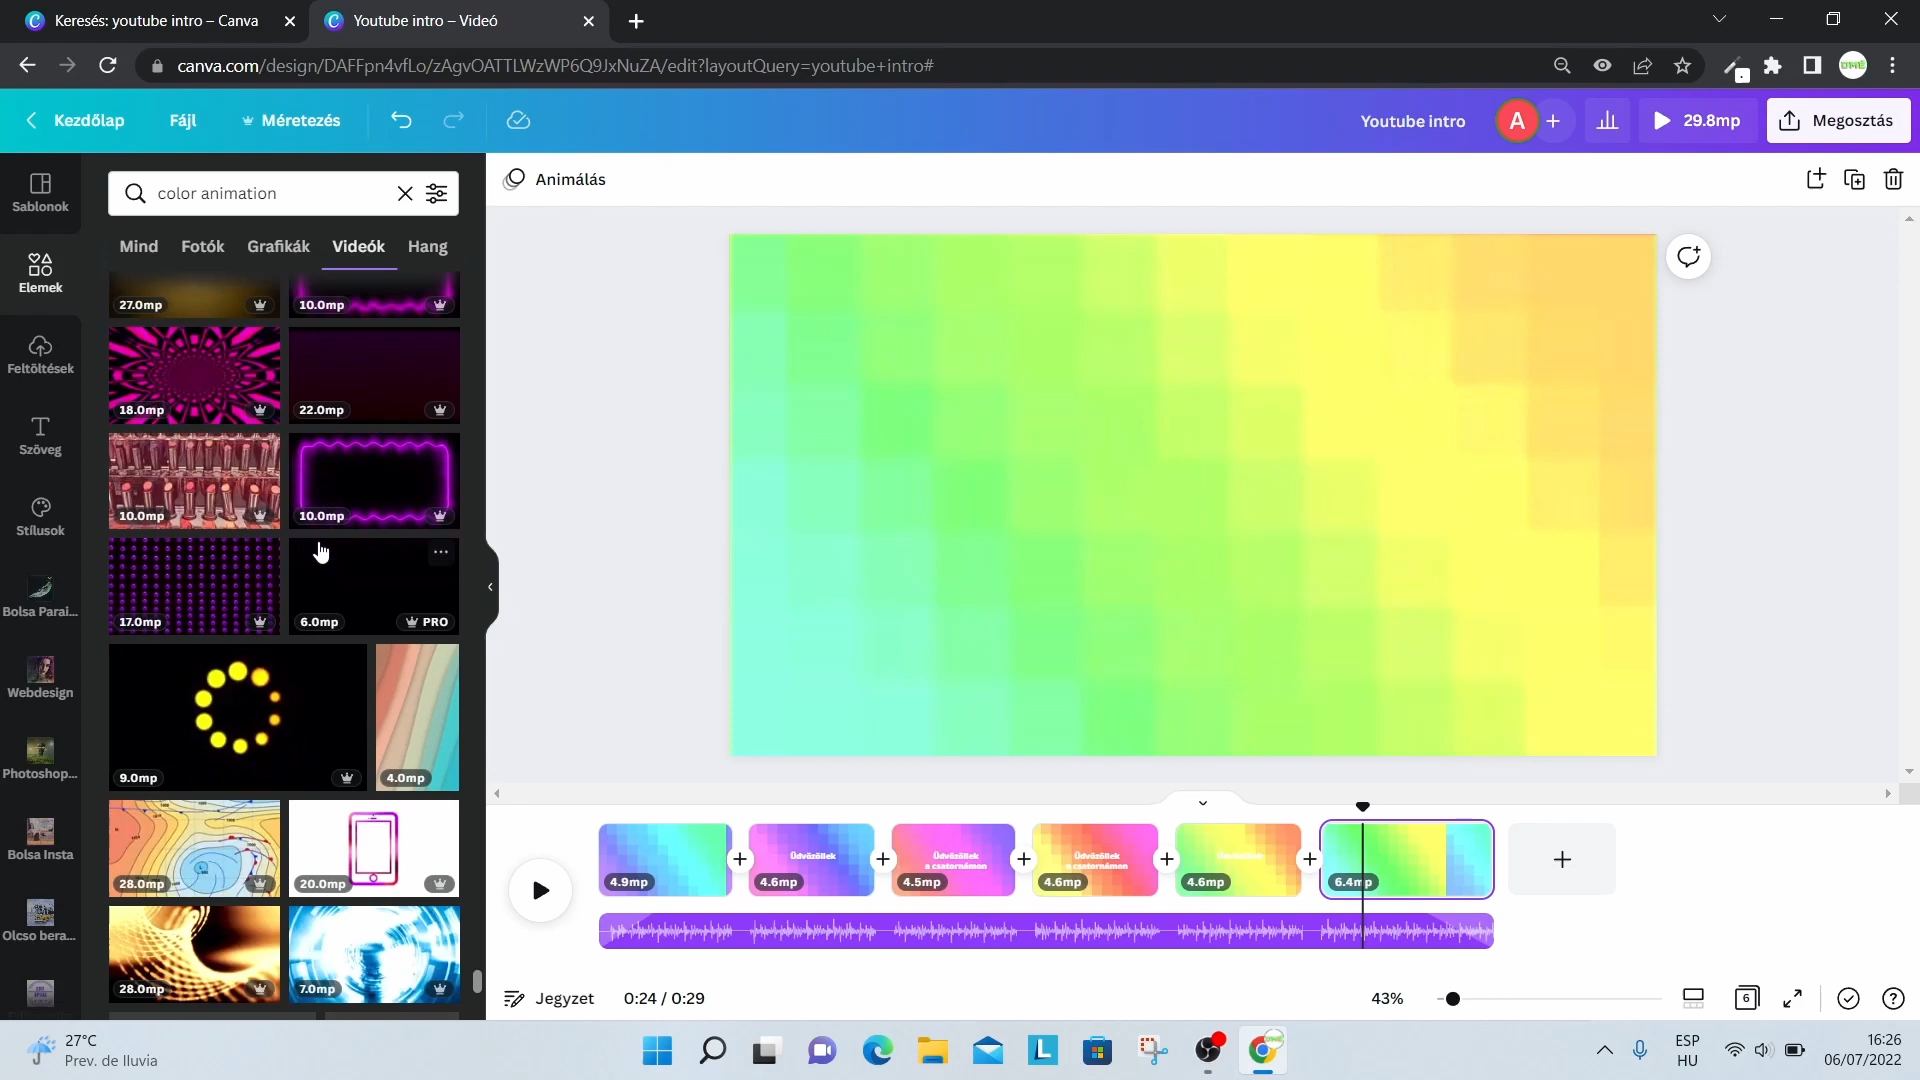 Keresés: youtube intro – Canva
Youtube intro – Videó
canva.com/design/DAFFpn4vfLo/zAgvOATTLWzWP6Q9JxNuZA/edit?layoutQuery=youtube+intro#
Kezdőlap
Fájl
Méretezés
Youtube intro
A
29.8mp
Megosztás
Sablonok
Elemek
Feltöltések
Szöveg
Stílusok
Bolsa Parai...
Webdesign
Photoshop...
Bolsa Insta
Olcso bera...
color animation
Mind
Fotók
Grafikák
Videók
Hang
27.0mp
10.0mp
18.0mp
22.0mp
10.0mp
10.0mp
17.0mp
6.0mp
PRO
9.0mp
4.0mp
28.0mp
20.0mp
28.0mp
7.0mp
Animálás
4.9mp
Üdvözöllek
4.6mp
Üdvözöllek
a csatornámon
4.5mp
Üdvözöllek
a csatornámon
4.6mp
4.6mp
6.4mp
Jegyzet
0:24 / 0:29
43%
6
27°C
Prev. de lluvia
ESP
HU
16:26
06/07/2022